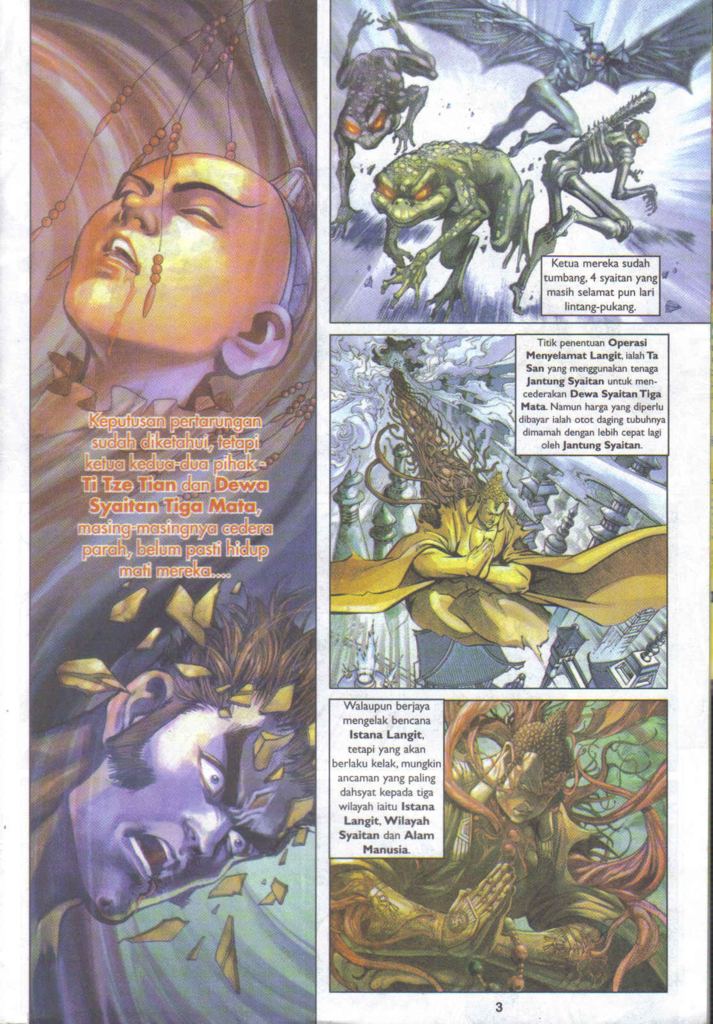 Keputusan pertarungan
sudah diketahui, tetapi
ketua kedua-dua pihak -
Ti Tze Tian dan Dewa
Syaitan Tiga Mata,
masing-masingnya cedera
parah, belum pasti hidup
mati mereka....
Ketua mereka sudah
tumbang, 4 syaitan yang
masih selamat pun lari
lintang-pukang.
Titik penentuan Operasi
Menyelamat Langit, ialah Ta
San yang menggunakan tenaga
Jantung Syaitan untuk men-
cederakan Dewa Syaitan Tiga
Mata. Namun harga yang diperlu
dibayar ialah otot daging tubuhnya
dimamah dengan lebih cepat lagi
oleh Jantung Syaitan.
Walaupun berjaya
mengelak bencana
Istana Langit,
tetapi yang akan
berlaku kelak, mungkin
ancaman yang paling
dahsyat kepada tiga
wilayah iaitu Istana
Langit, Wilayah
Syaitan dan Alam
Manusia.
3